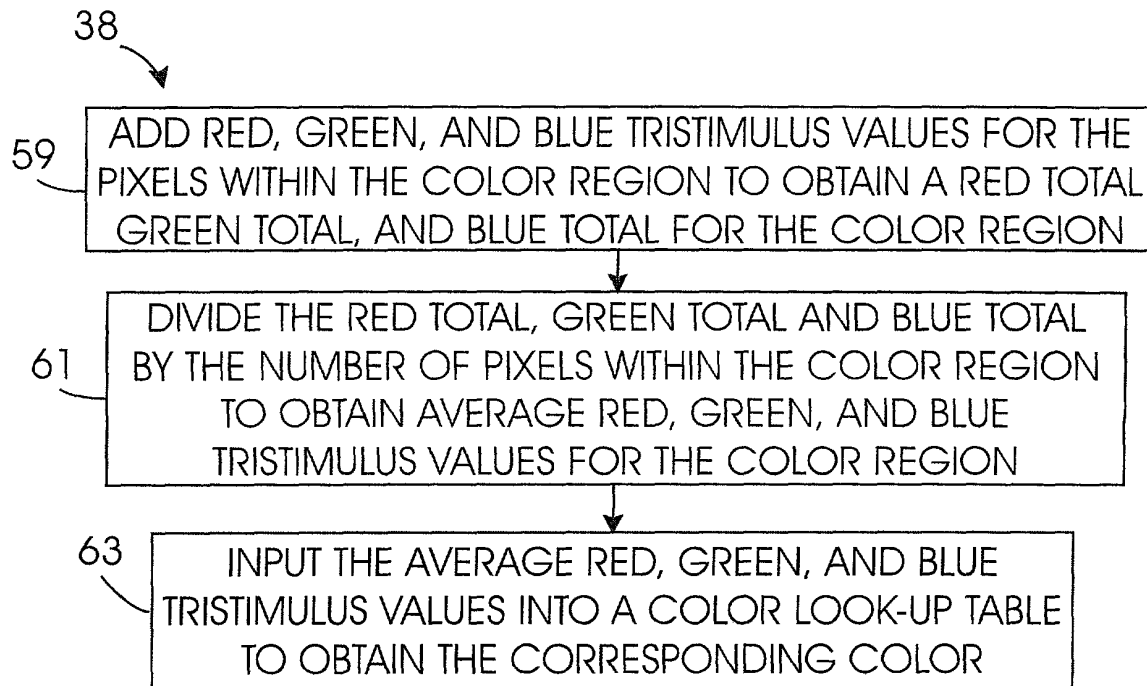 38
59
ADD RED, GREEN, AND BLUE TRISTIMULUS VALUES FOR THE
PIXELS WITHIN THE COLOR REGION TO OBTAIN A RED TOTAL
GREEN TOTAL, AND BLUE TOTAL FOR THE COLOR REGION
61
DIVIDE THE RED TOTAL, GREEN TOTAL AND BLUE TOTAL
BY THE NUMBER OF PIXELS WITHIN THE COLOR REGION
TO OBTAIN AVERAGE RED, GREEN, AND BLUE
TRISTIMULUS VALUES FOR THE COLOR REGION
63
INPUT THE AVERAGE RED, GREEN, AND BLUE
TRISTIMULUS VALUES INTO A COLOR LOOK-UP TABLE
TO OBTAIN THE CORRESPONDING COLOR